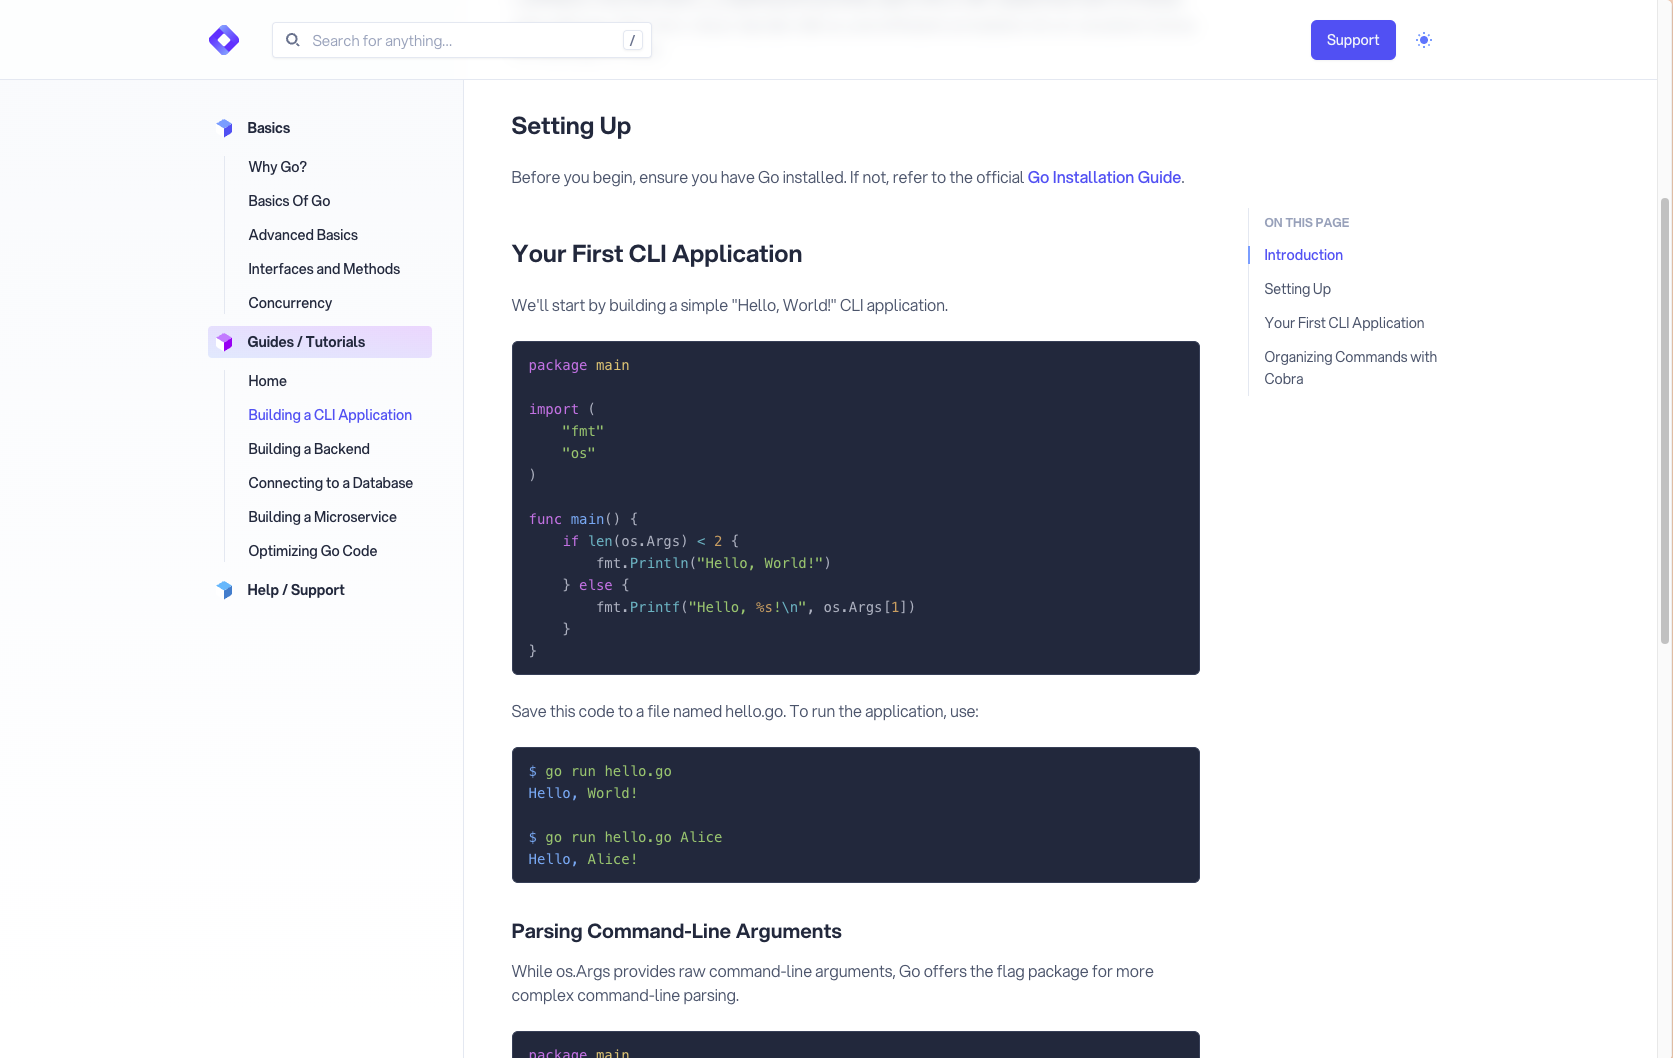 Search for anything...
/
Support
Basics
Why Go?
Basics Of Go
Advanced Basics
Interfaces and Methods
Concurrency
Guides / Tutorials
Home
Building a CLI Application
Building a Backend
Connecting to a Database
Building a Microservice
Optimizing Go Code
Help / Support
Setting Up
Before you begin, ensure you have Go installed. If not, refer to the official Go Installation Guide.
Your First CLI Application
We'll start by building a simple "Hello, World!" CLI application.
package main
import (
    "fmt"
    "os"
)
func main() {
    if len(os.Args) < 2 {
        fmt.Println("Hello, World!")
    } else {
        fmt.Printf("Hello, %s!\n", os.Args[1])
    }
}
Save this code to a file named hello.go. To run the application, use:
$ go run hello.go
Hello, World!
$ go run hello.go Alice
Hello, Alice!
Parsing Command-Line Arguments
While os.Args provides raw command-line arguments, Go offers the flag package for more
complex command-line parsing.
package main
ON THIS PAGE
Introduction
Setting Up
Your First CLI Application
Organizing Commands with
Cobra